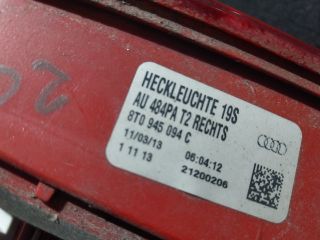 HECKLEUCHTE 19S
AU 484PA T2 RECHTS
8T0 945 094 C
11/03/13 06:04:12
1 11 13 21200206
20